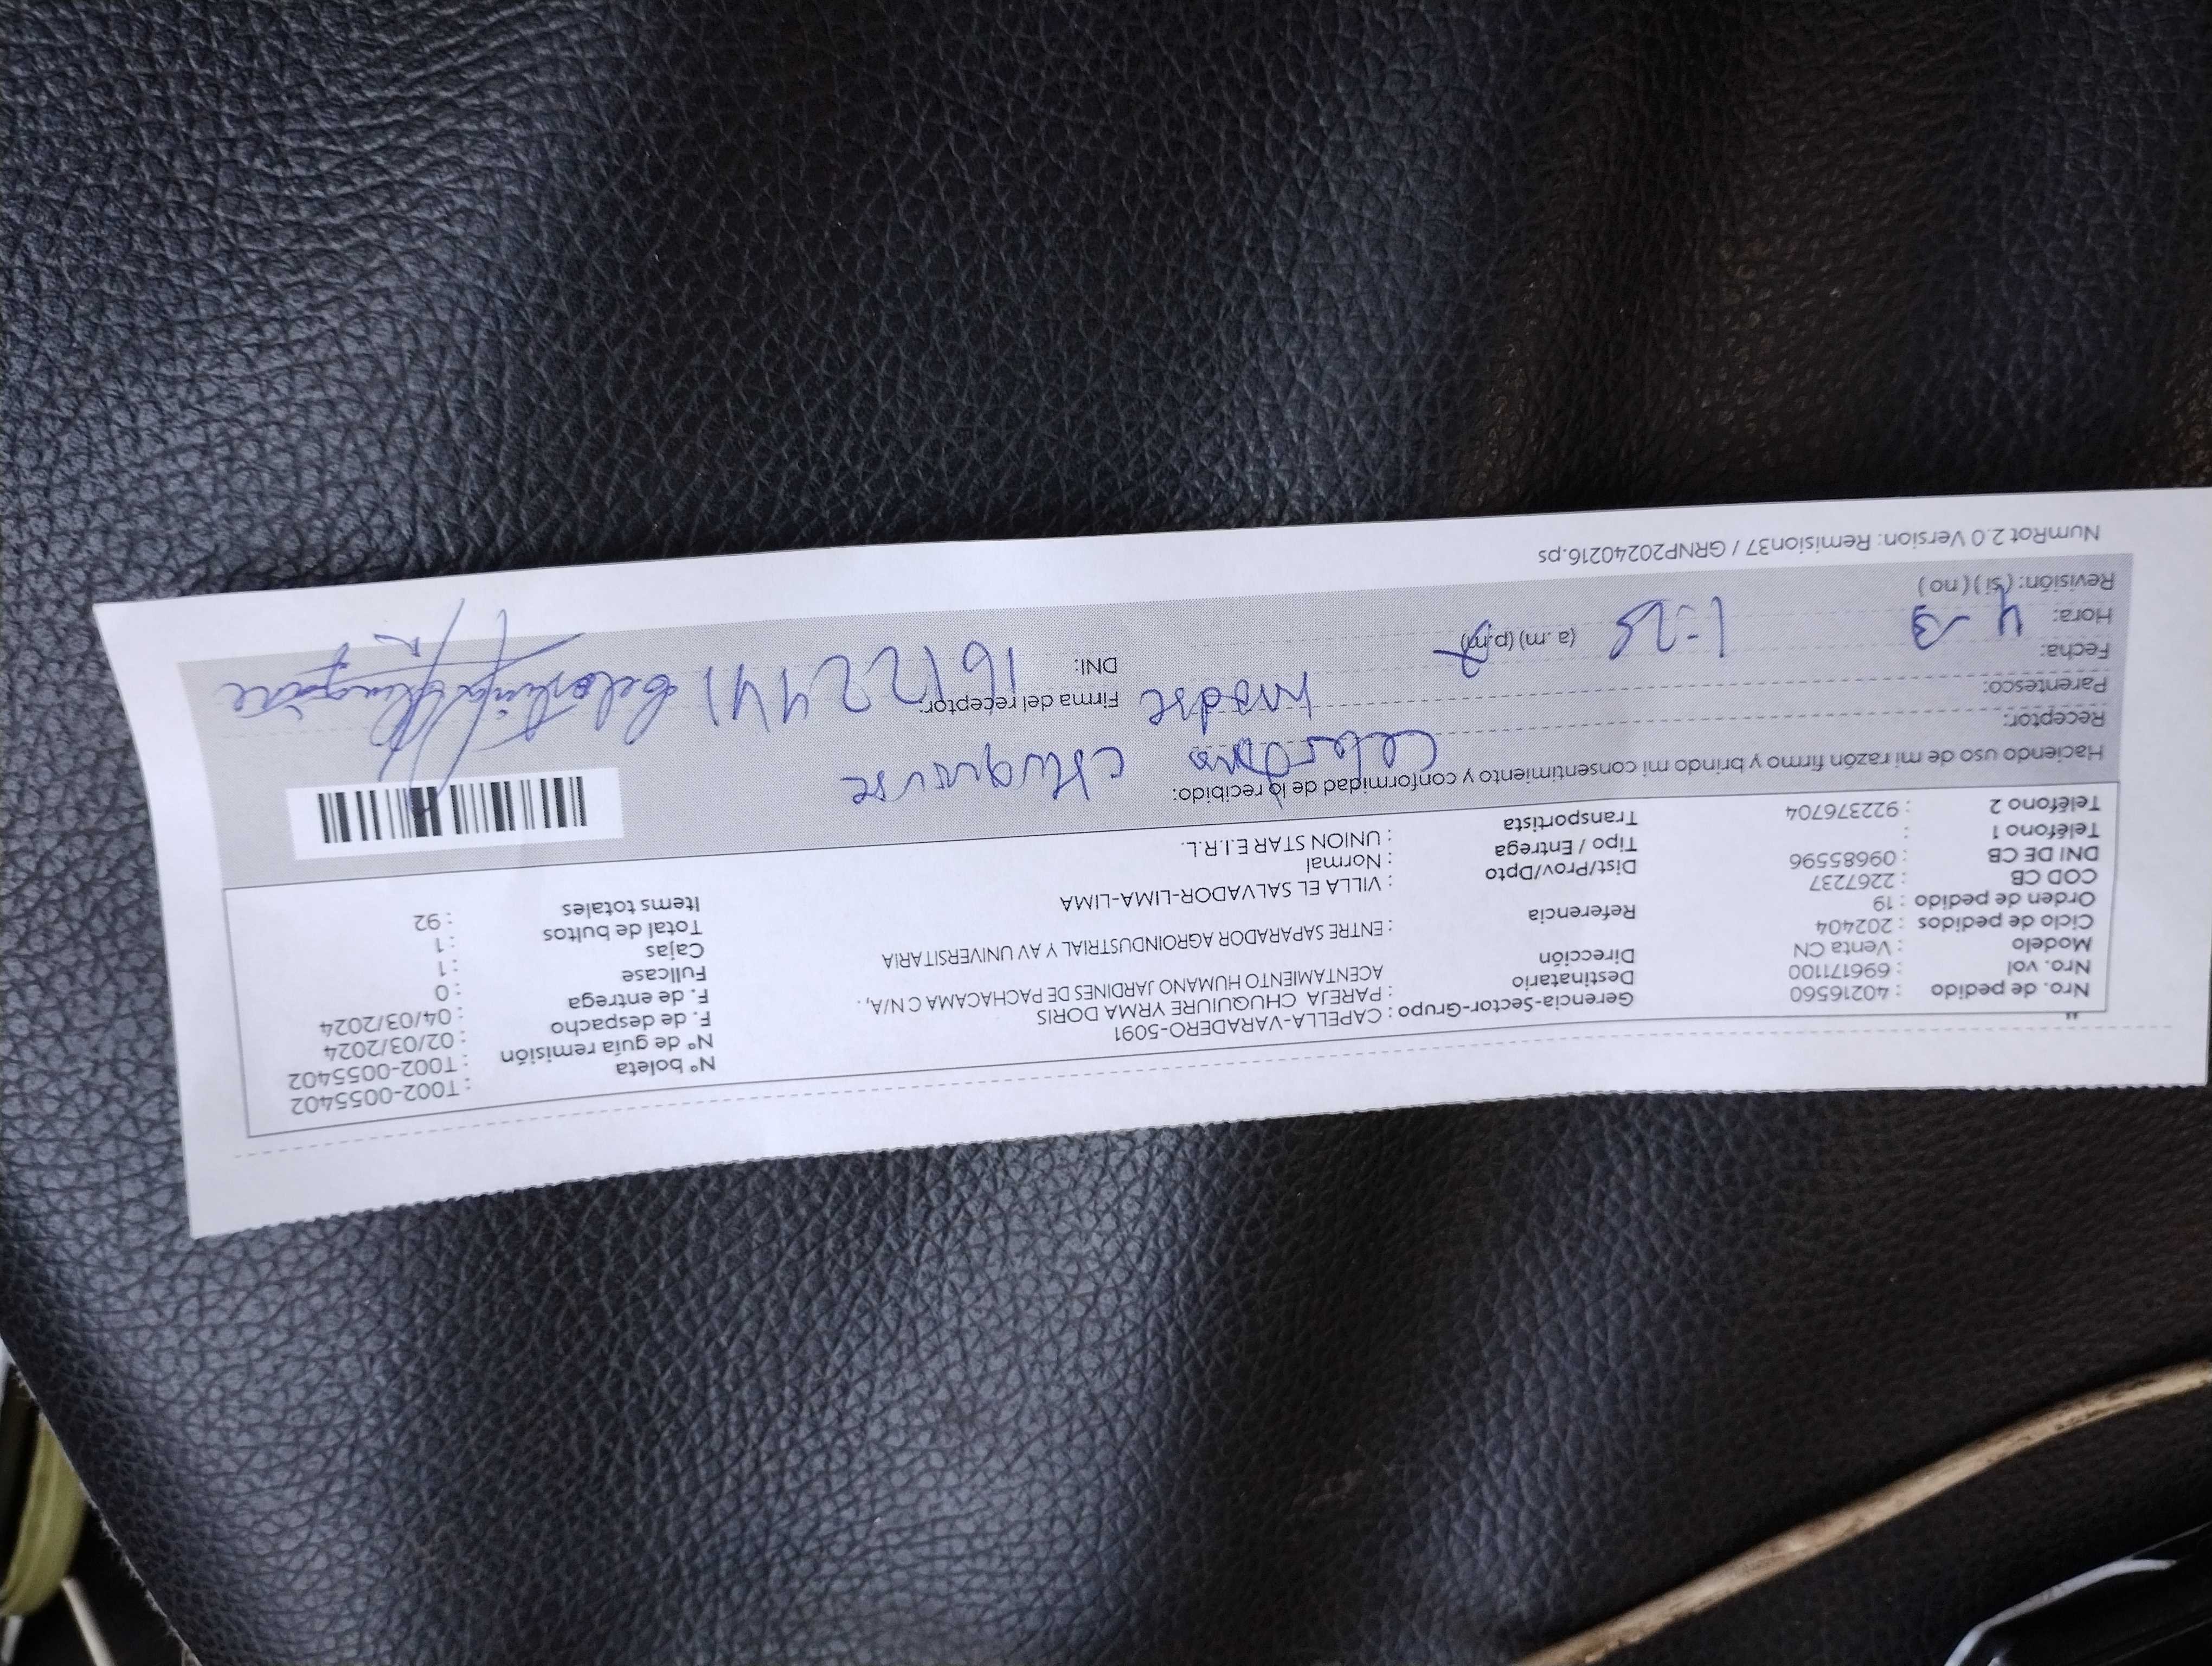 Nro. de pedido : 40216560
Nro. vol : 696171100
Modelo : Venta CN
Ciclo de pedidos : 202404
Orden de pedido : 19
COD CB : 2267237
DNI DE CB : 09685596
Teléfono 1 :
Teléfono 2 : 922376704
Gerencia-Sector-Grupo : CAPELLA-VARADERO-5091
Destinatario : PAREJA CHUQUIURE YRMA DORIS
Dirección : ACENTAMIENTO HUMANO JARDINES DE PACHACAMA C N/A, .
Referencia : ENTRE SAPARADOR AGROINDUSTRIAL Y AV UNIVERSITARIA
Dist/Prov/Dpto : VILLA EL SALVADOR-LIMA-LIMA
Tipo / Entrega : Normal
Transportista : UNION STAR E.I.R.L.
N° boleta : T002-0055402
N° de guía remisión : T002-0055402
F. de despacho : 02/03/2024
F. de entrega : 04/03/2024
Fullcase : 0
Cajas : 1
Total de bultos : 1
Items totales : 92
Haciendo uso de mi razón firmo y brindo mi consentimiento y conformidad de lo recibido:
Receptor:
Parentesco: Madre
Firma del receptor:
Fecha: 4-3
DNI: 16122441
Hora: 1-28 (a.m) (p.m)
Revisión: (si) (no)
NumRot 2.0 Version: Remision37 / GRNP20240216.ps